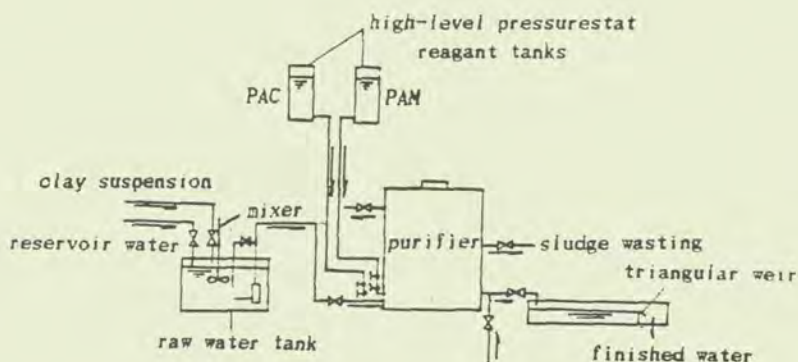 high-level pressurestat
reagant tanks
PAC
PAM
clay suspension
mixer
reservoir water
purifier
sludge wasting
triangular weir
raw water tank
finished water